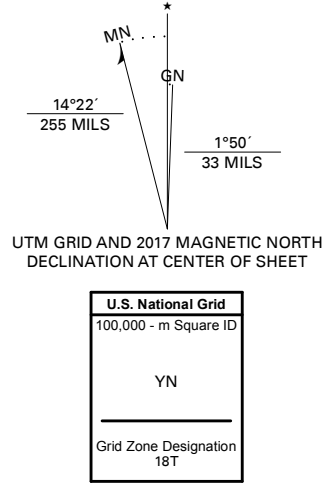 ★
MN
GN
14°22´
255 MILS
1°50´
33 MILS
UTM GRID AND 2017 MAGNETIC NORTH
DECLINATION AT CENTER OF SHEET
U.S. National Grid
100,000 - m Square ID
YN
Grid Zone Designation
18T